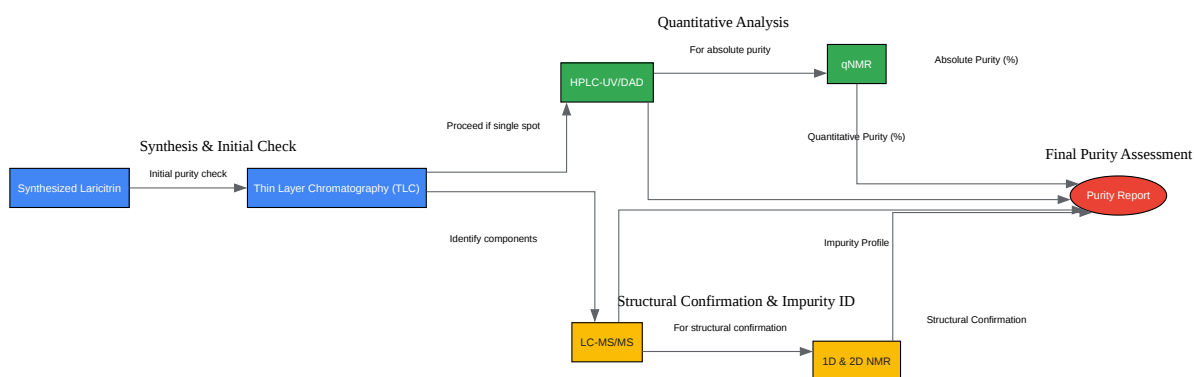 Quantitative Analysis
For absolute purity
qNMR
Absolute Purity (%)
HPLC-UV/DAD
Proceed if single spot
Quantitative Purity (%)
Synthesis & Initial Check
Final Purity Assessment
Initial purity check
Synthesized Laricitrin
Thin Layer Chromatography (TLC)
Purity Report
Identify components
Impurity Profile
Structural Confirmation & Impurity ID
For structural confirmation
Structural Confirmation
LC-MS/MS
1D & 2D NMR